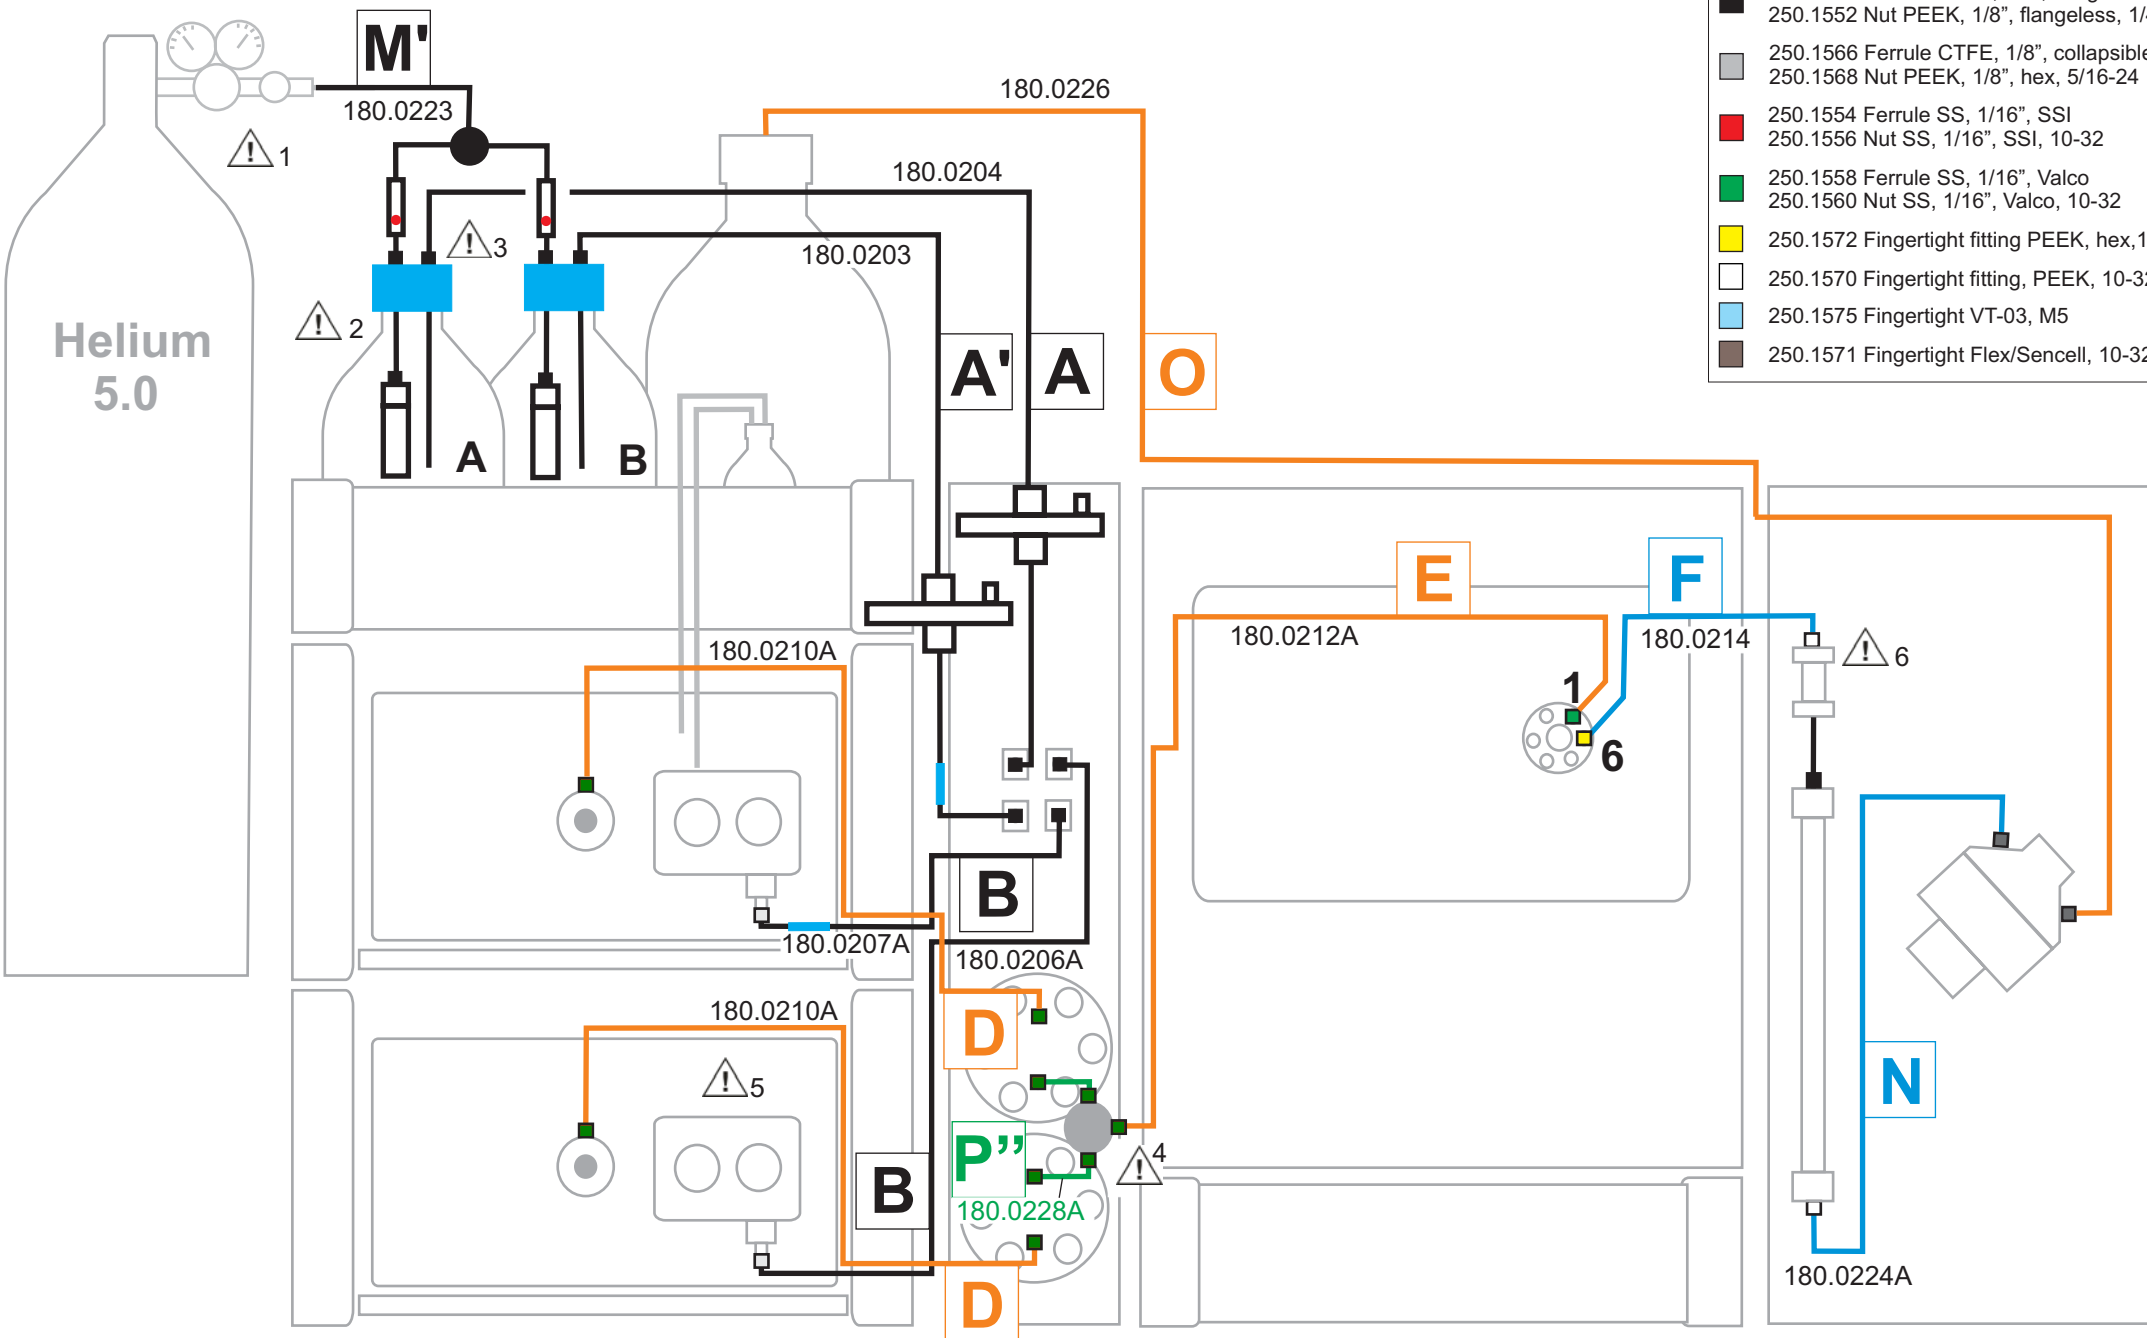 M'
180.0223
1
2
3
Helium
5.0
A
B
180.0226
180.0204
180.0203
A'
A
O
250.1552 Nut PEEK, 1/8”, flangeless,
250.1566 Ferrule CTFE, 1/8”, collapsible
250.1568 Nut PEEK, 1/8”, hex, 5/16-24
250.1554 Ferrule SS, 1/16”, SSI
250.1556 Nut SS, 1/16”, SSI, 10-32
250.1558 Ferrule SS, 1/16”, Valco
250.1560 Nut SS, 1/16”, Valco, 10-32
250.1572 Fingertight fitting PEEK, hex,1
250.1570 Fingertight fitting, PEEK, 10-32
250.1575 Fingertight VT-03, M5
250.1571 Fingertight Flex/Sencell, 10-32
E
F
180.0212A
180.0214
1
6
6
180.0210A
B
180.0207A
180.0206A
180.0210A
D
5
P”
4
B
180.0228A
D
N
180.0224A